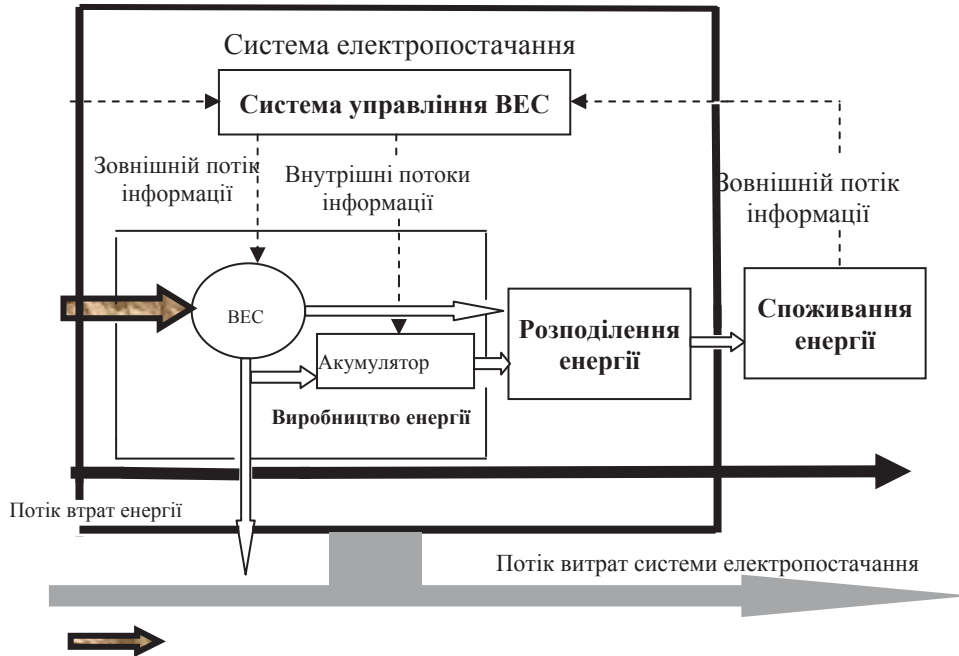 Система електропостачання
Система управління ВЕС
Зовнішній потік
інформації
Внутрішні потоки
інформації
Зовнішній потік
інформації
ВЕС
Акумулятор
Виробництво енергії
Розподілення
енергії
Споживання
енергії
Потік втрат енергії
Потік витрат системи електропостачання